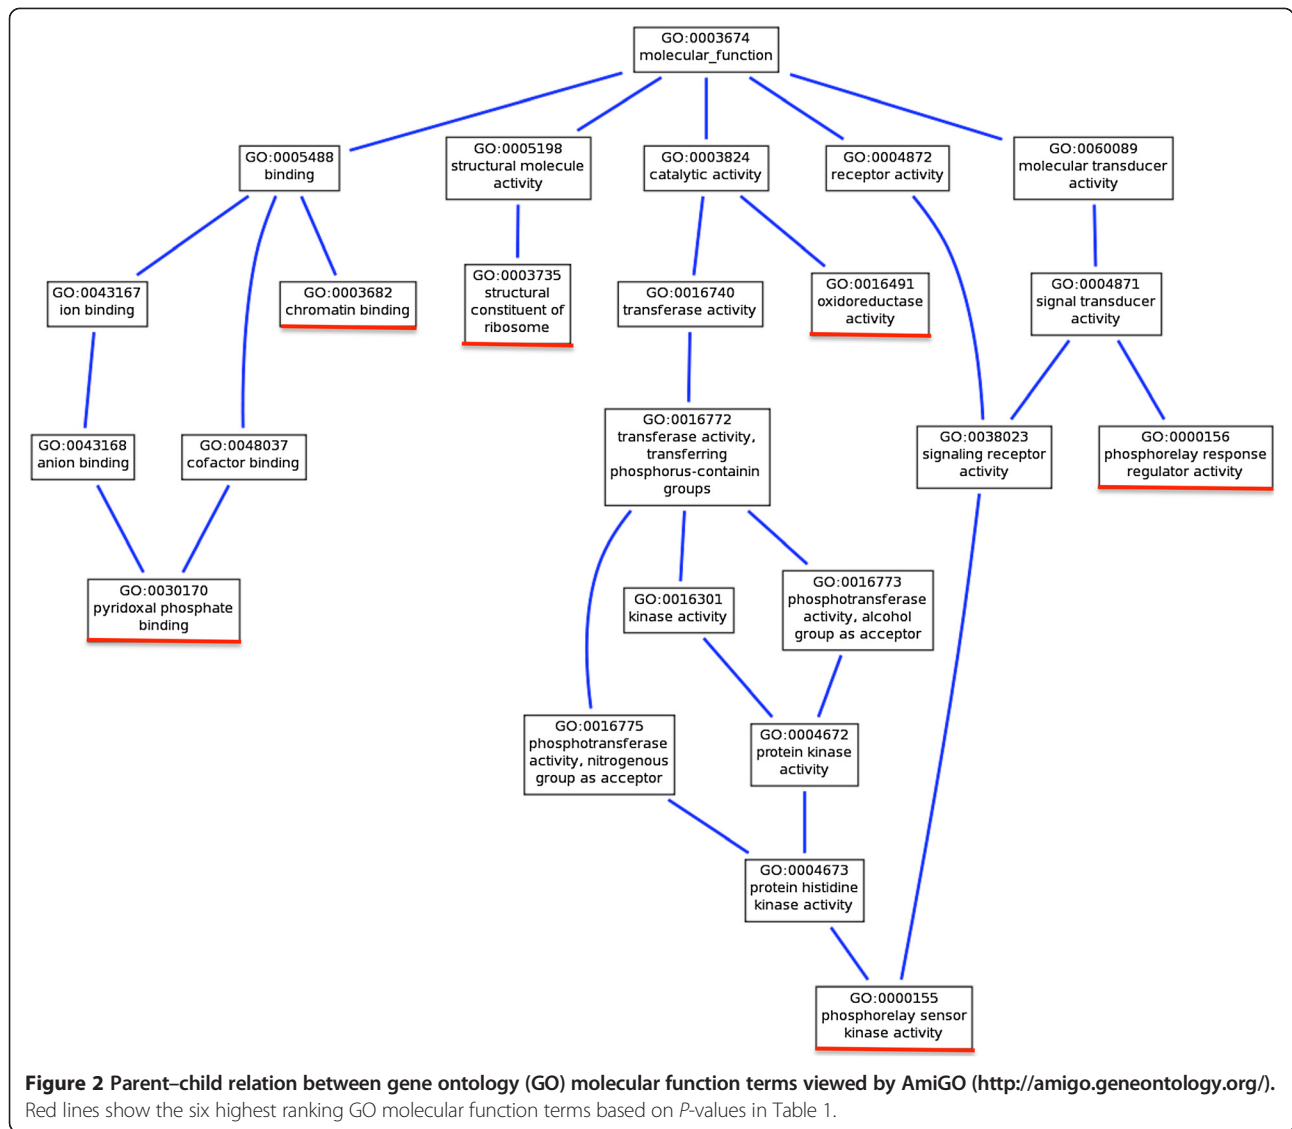 GO:0003674
molecular_function
GO:0005488
binding
GO:0005198
structural molecule
activity
GO:0003824
catalytic activity
GO:0004872
receptor activity
GO:0060089
molecular transducer
activity
GO:0043167
ion binding
GO:0003682
chromatin binding
GO:0003735
structural
constituent of
ribosome
GO:0016740
transferase activity
GO:0016491
oxidoreductase
activity
GO:0004871
signal transducer
activity
GO:0043168
anion binding
GO:0048037
cofactor binding
GO:0016772
transferase activity,
transferring
phosphorus-containin
groups
GO:0038023
signaling receptor
activity
GO:0000156
phosphorelay response
regulator activity
GO:0030170
pyridoxal phosphate
binding
GO:0016301
kinase activity
GO:0016773
phosphotransferase
activity, alcohol
group as acceptor
GO:0016775
phosphotransferase
activity, nitrogenous
group as acceptor
GO:0004672
protein kinase
activity
GO:0004673
protein histidine
kinase activity
GO:0000155
phosphorelay sensor
kinase activity
Figure 2 Parent–child relation between gene ontology (GO) molecular function terms viewed by AmiGO (http://amigo.geneontology.org/).
Red lines show the six highest ranking GO molecular function terms based on P-values in Table 1.